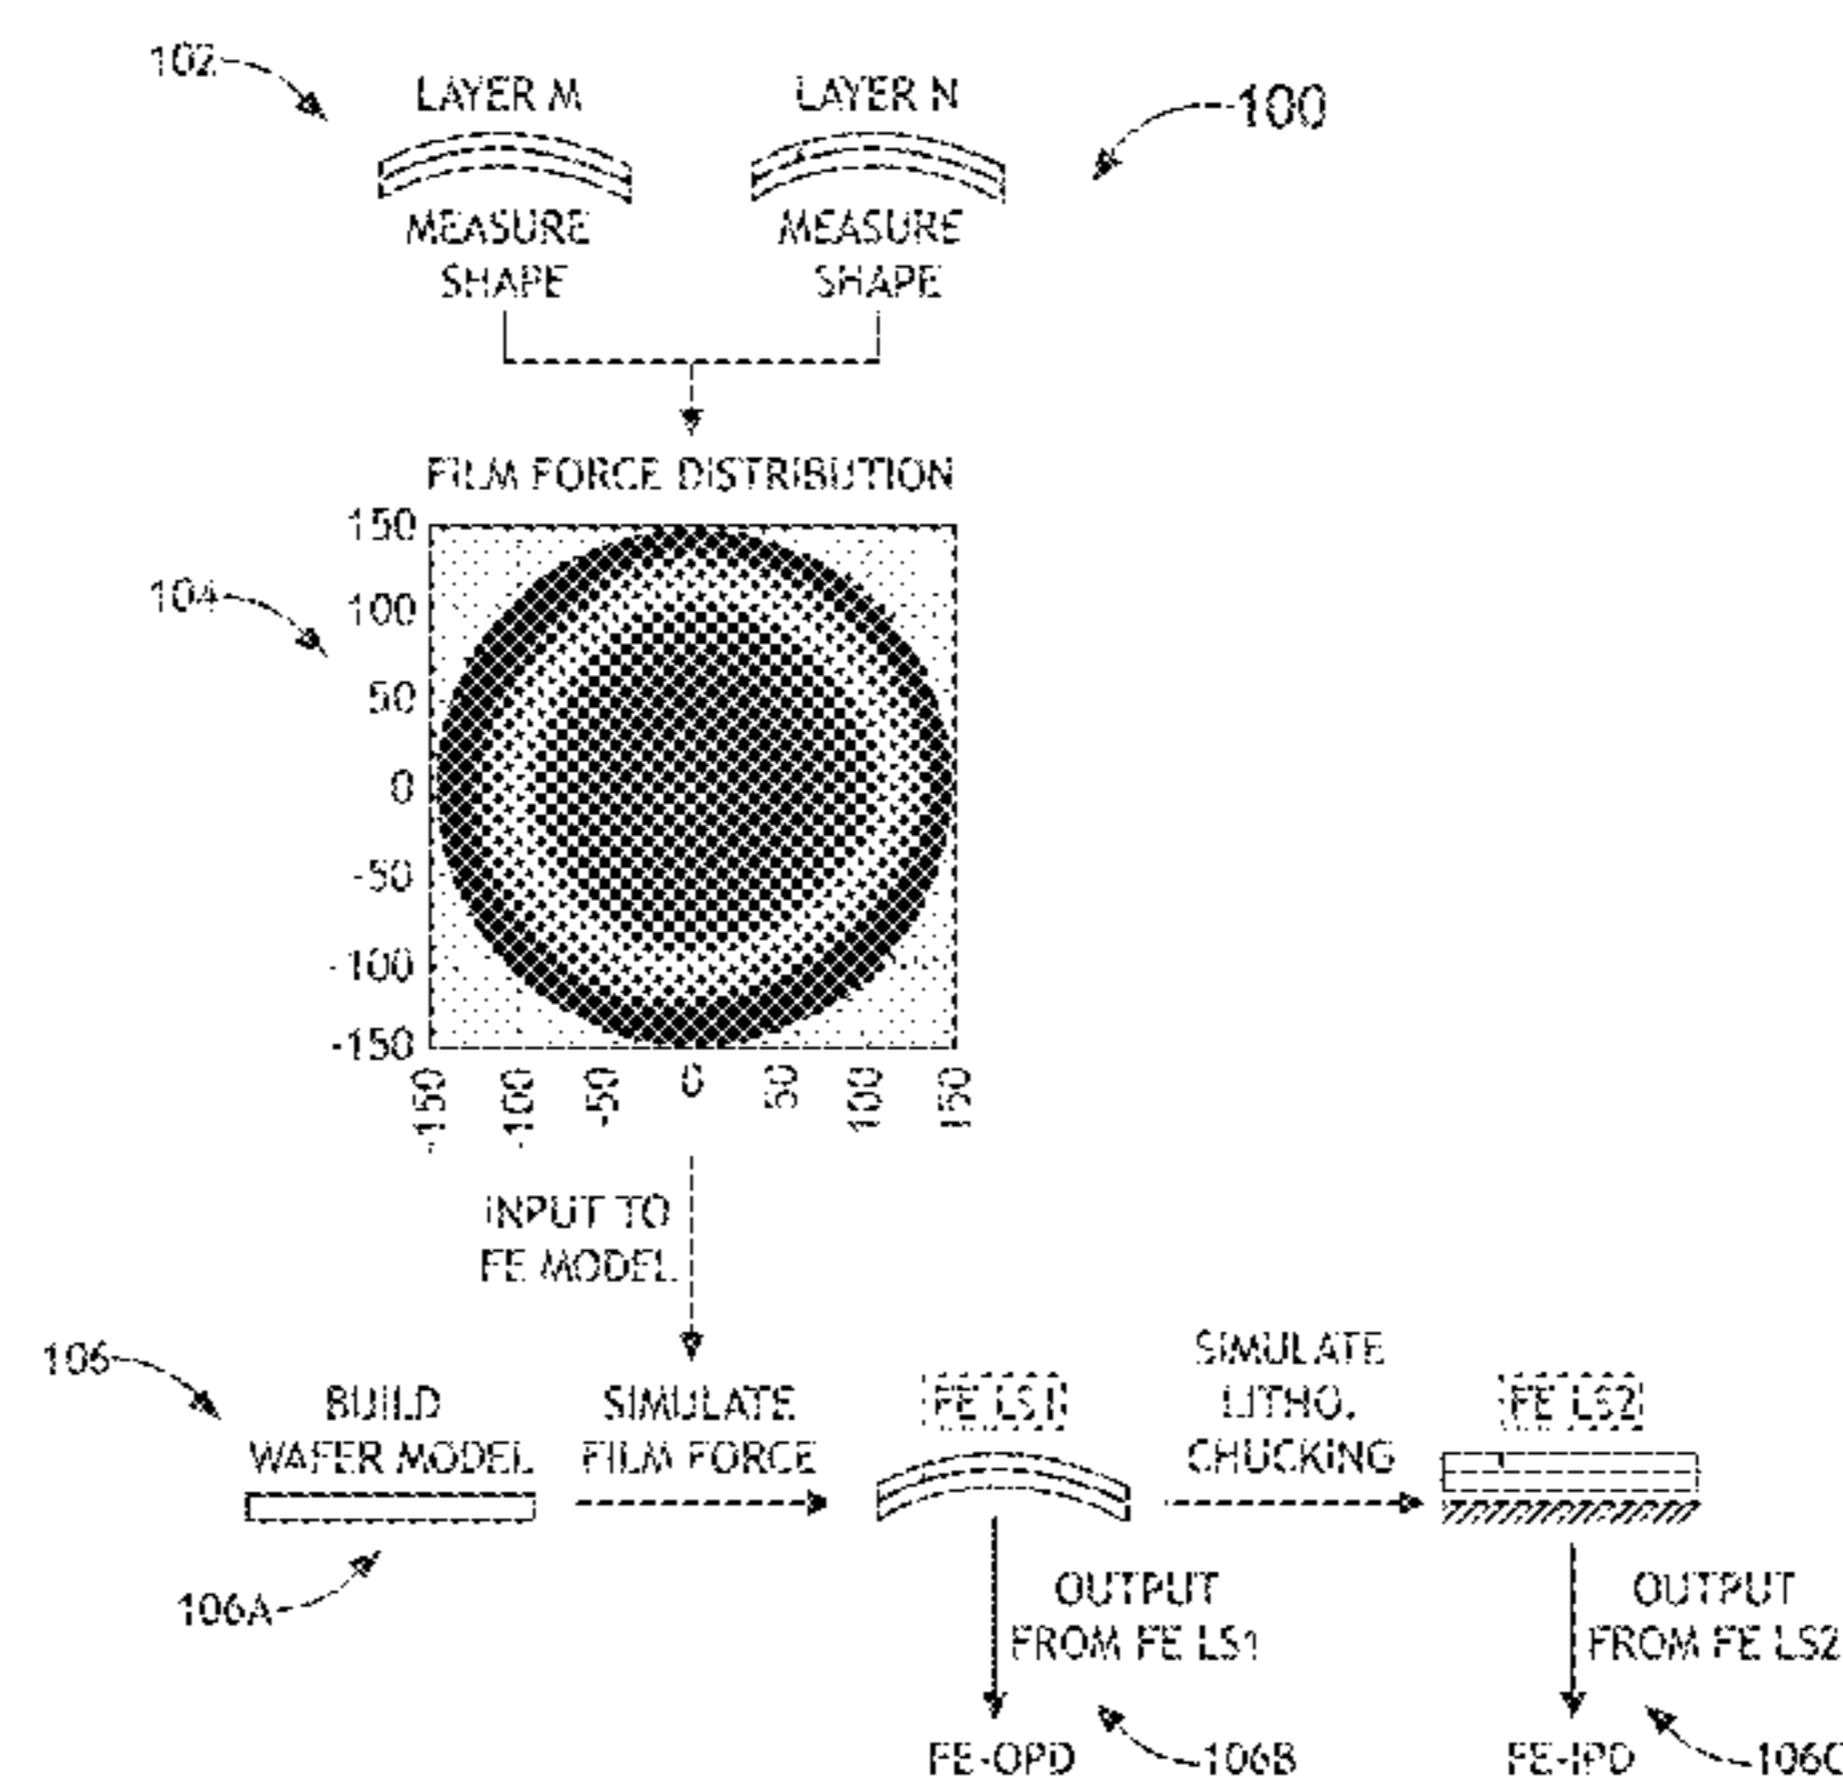 102
LAYER M
LAYER N
100
MEASURE
SHAPE
MEASURE
SHAPE
FILM FORCE DISTRIBUTION
104
150
100
50
0
-50
-100
-150
-150
-100
-50
0
50
100
150
INPUT TO
FE MODEL
106
BUILD
WAFER MODEL
106A
SIMULATE
FILM FORCE
FE LS1
SIMULATE
LITHO.
CHUCKING
FE LS2
OUTPUT
FROM FE LS1
OUTPUT
FROM FE LS2
FE-OPD
106B
FE-IPD
106C